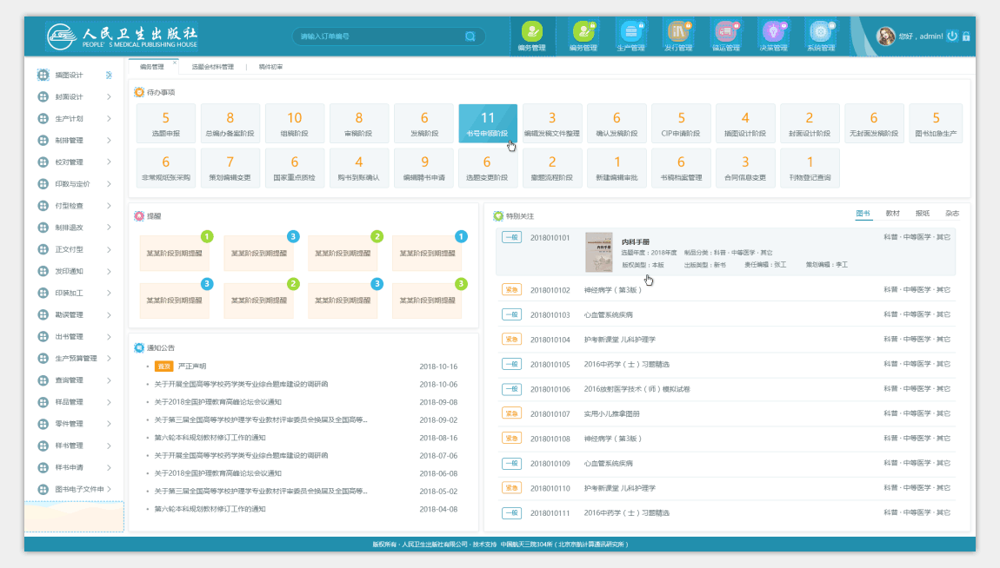 人民卫生出版社
PEOPLE'S MEDICAL PUBLISHING HOUSE
请输入订单编号
编务管理
编务管理
生产管理
发行管理
储运管理
决策管理
系统管理
您好，admin!
插图设计
封面设计
生产计划
制排管理
校对管理
印数与定价
付型检查
制排退改
正文付型
发印通知
印装加工
勘误管理
出书管理
生产预算管理
查询管理
样品管理
零件管理
样书管理
样书申请
图书电子文件申
编务管理 × 选题会材料管理 | 稿件初审
待办事项
5 8 10 8 6 11 3 6 5 4 2 6 5
选题申报 总编办备案阶段 组稿阶段 审稿阶段 发稿阶段 书号申领阶段 编辑发稿文件整理 确认发稿阶段 CIP申请阶段 插图设计阶段 封面设计阶段 无封面发稿阶段 图书加急生产
6 7 6 4 9 6 2 1 6 3 1
非常规纸张采购 策划编辑变更 国家重点质检 购书到账确认 编辑聘书申请 选题变更阶段 撤题流程阶段 新建编辑审批 书稿档案管理 合同信息变更 刊物登记查询
提醒
1 3 2 1
某某阶段到期提醒 某某阶段到期提醒 某某阶段到期提醒 某某阶段到期提醒
3 2 3 3
某某阶段到期提醒 某某阶段到期提醒 某某阶段到期提醒 某某阶段到期提醒
通知公告
置顶 严正声明 2018-10-16
关于开展全国高等学校药学类专业综合题库建设的调研函 2018-10-06
关于2018全国护理教育高峰论坛会议通知 2018-09-08
关于第三届全国高等学校护理学专业教材评审委员会换届及全国高等... 2018-09-02
第六轮本科规划教材修订工作的通知 2018-08-16
关于开展全国高等学校药学类专业综合题库建设的调研函 2018-07-06
关于2018全国护理教育高峰论坛会议通知 2018-06-08
关于第三届全国高等学校护理学专业教材评审委员会换届及全国高等... 2018-05-02
第六轮本科规划教材修订工作的通知 2018-04-08
特别关注
图书 教材 报纸 杂志
一般 2018010101 内科手册 科普 · 中等医学 · 其它
选题年度：2018年度 制品分类：科普 · 中等医学 · 其它
版权类型：本版 出版类型：新书 责任编辑：张工 策划编辑：李工
紧急 2018010102 神经病学（第3版） 科普 · 中等医学 · 其它
一般 2018010103 心血管系统疾病 科普 · 中等医学 · 其它
紧急 2018010104 护考新课堂 儿科护理学 科普 · 中等医学 · 其它
一般 2018010105 2016中药学（士）习题精选 科普 · 中等医学 · 其它
一般 2018010106 2016放射医学技术（师）模拟试卷 科普 · 中等医学 · 其它
紧急 2018010107 实用小儿推拿图册 科普 · 中等医学 · 其它
紧急 2018010108 神经病学（第3版） 科普 · 中等医学 · 其它
一般 2018010109 心血管系统疾病 科普 · 中等医学 · 其它
紧急 2018010110 护考新课堂 儿科护理学 科普 · 中等医学 · 其它
一般 2018010111 2016中药学（士）习题精选 科普 · 中等医学 · 其它
版权所有 · 人民卫生出版社有限公司 · 技术支持 中国航天三院304所（北京京航计算通讯研究所）